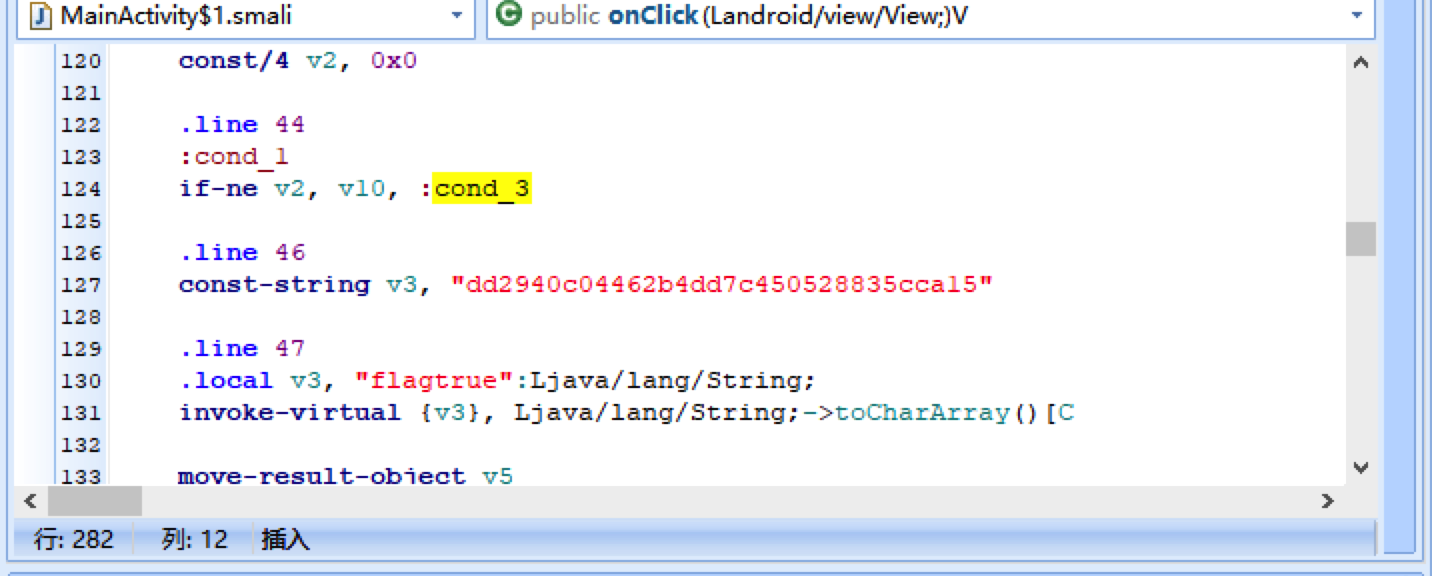 MainActivity$1.smali
public onClick(Landroid/view/View;)V
120 const/4 v2, 0x0
121
122 .line 44
123 :cond_1
124 if-ne v2, v10, :cond_3
125
126 .line 46
127 const-string v3, "dd2940c04462b4dd7c450528835cca15"
128
129 .line 47
130 .local v3, "flagtrue":Ljava/lang/String;
131 invoke-virtual {v3}, Ljava/lang/String;->toCharArray()[C
132
133 move-result-object v5
行: 282 列: 12 插入